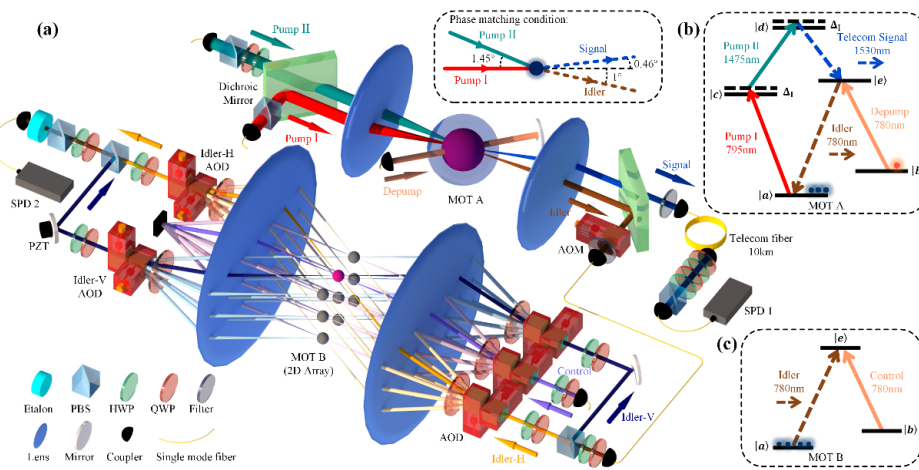 (a)
Pump II
Dichroic
Mirror
Pump I
Phase matching condition:
Pump II
1.45°
Pump I
Signal
0.46°
1°
Idler
Idler-H
AOD
SPD 2
PZT
Idler-V
AOD
Depump
MOT A
Signal
Idler
AOM
Telecom fiber
10km
SPD 1
MOT B
(2D Array)
Control
Idler-V
AOD
Idler-H
Etalon
PBS
HWP
QWP
Filter
Lens
Mirror
Coupler
Single mode fiber
(b)
|d⟩
Δ1
Pump II
1475nm
Telecom Signal
1530nm
|c⟩
Δ1
|e⟩
Pump I
795nm
Idler
780nm
Depump
780nm
|a⟩
MOT A
(c)
|e⟩
Idler
780nm
Control
780nm
|a⟩
MOT B
|b⟩